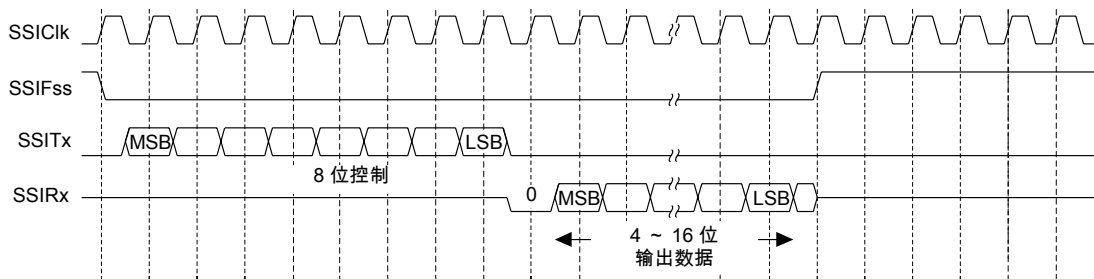 SSIClk
SSIFss
SSITx
MSB
LSB
8 位控制
SSIRx
0
MSB
LSB
4 ~ 16 位
输出数据